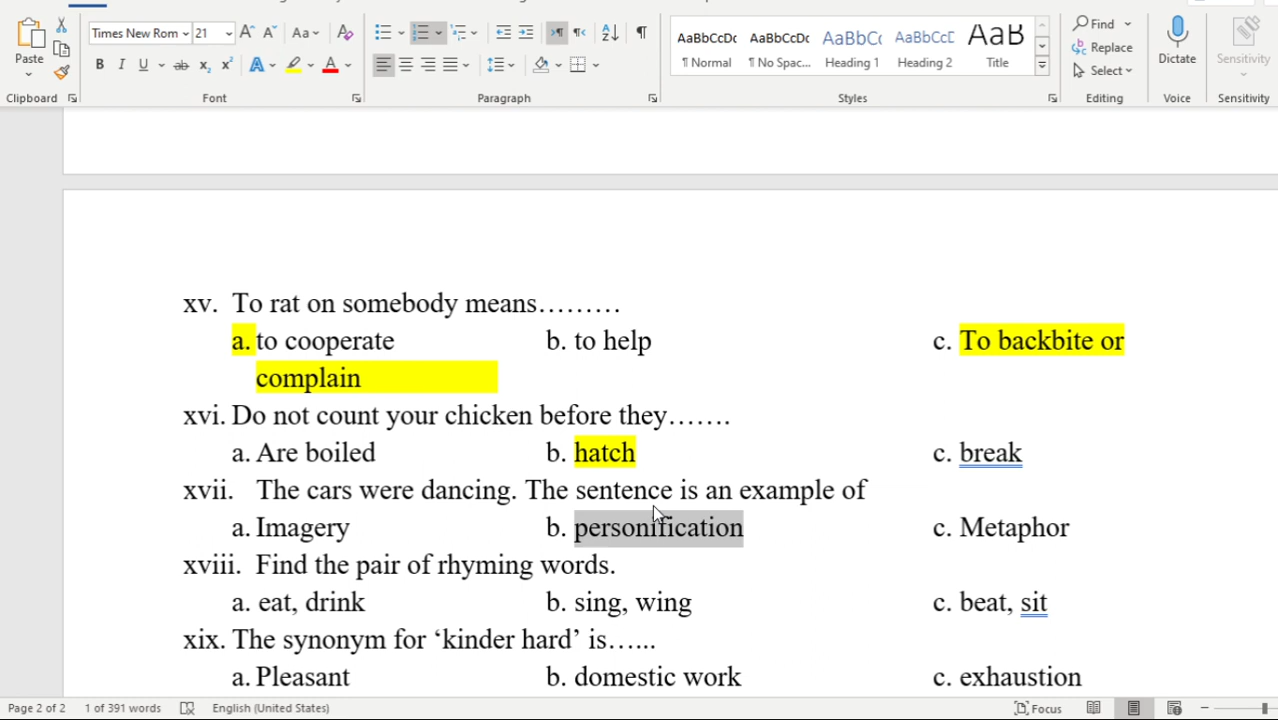 Times New Rom 21 Aa
Find
Paste
Replace
Select
B I U ab x₂ x² A A
AaBbCcDc AaBbCcDc AaBbC( AaBbCcE AaB
¶ Normal ¶ No Spac... Heading 1 Heading 2 Title
Dictate Sensitivity
Clipboard Font Paragraph Styles Editing Voice Sensitivity
xv. To rat on somebody means………
a. to cooperate b. to help c. To backbite or
complain
xvi. Do not count your chicken before they…….
a. Are boiled b. hatch c. break
xvii. The cars were dancing. The sentence is an example of
a. Imagery b. personification c. Metaphor
xviii. Find the pair of rhyming words.
a. eat, drink b. sing, wing c. beat, sit
xix. The synonym for ‘kinder hard’ is…...
a. Pleasant b. domestic work c. exhaustion
Page 2 of 2 1 of 391 words English (United States) Focus